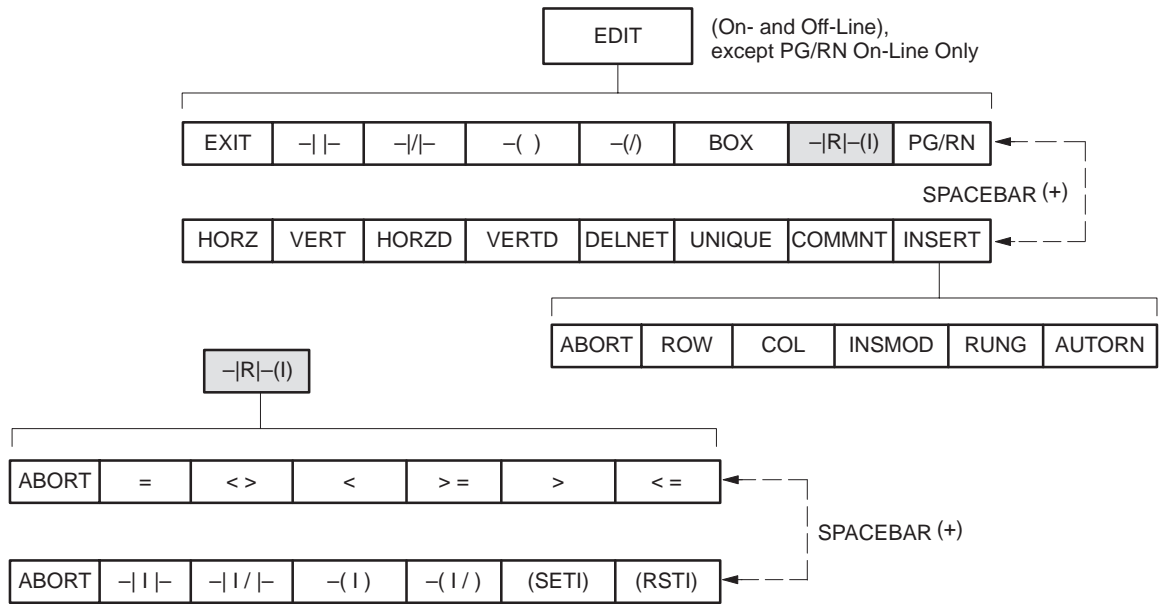 EDIT
(On- and Off-Line),
except PG/RN On-Line Only
EXIT –| |– –|/|– –( ) –(/) BOX –|R|–(I) PG/RN
SPACEBAR (+)
HORZ VERT HORZD VERTD DELNET UNIQUE COMMNT INSERT
ABORT ROW COL INSMOD RUNG AUTORN
–|R|–(I)
ABORT = < > < > = > < =
SPACEBAR (+)
ABORT –| I |– –| I / |– –( I ) –( I / ) (SETI) (RSTI)